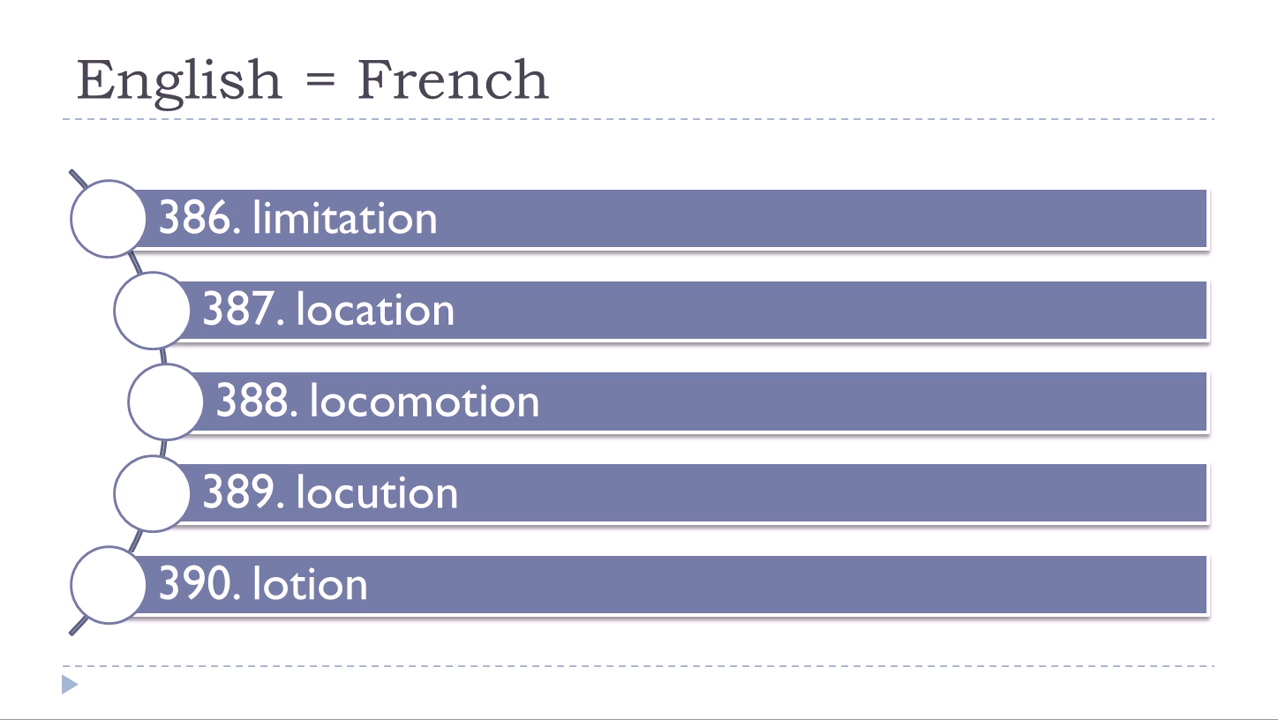 English = French
386. limitation
387. location
388. locomotion
389. locution
390. lotion